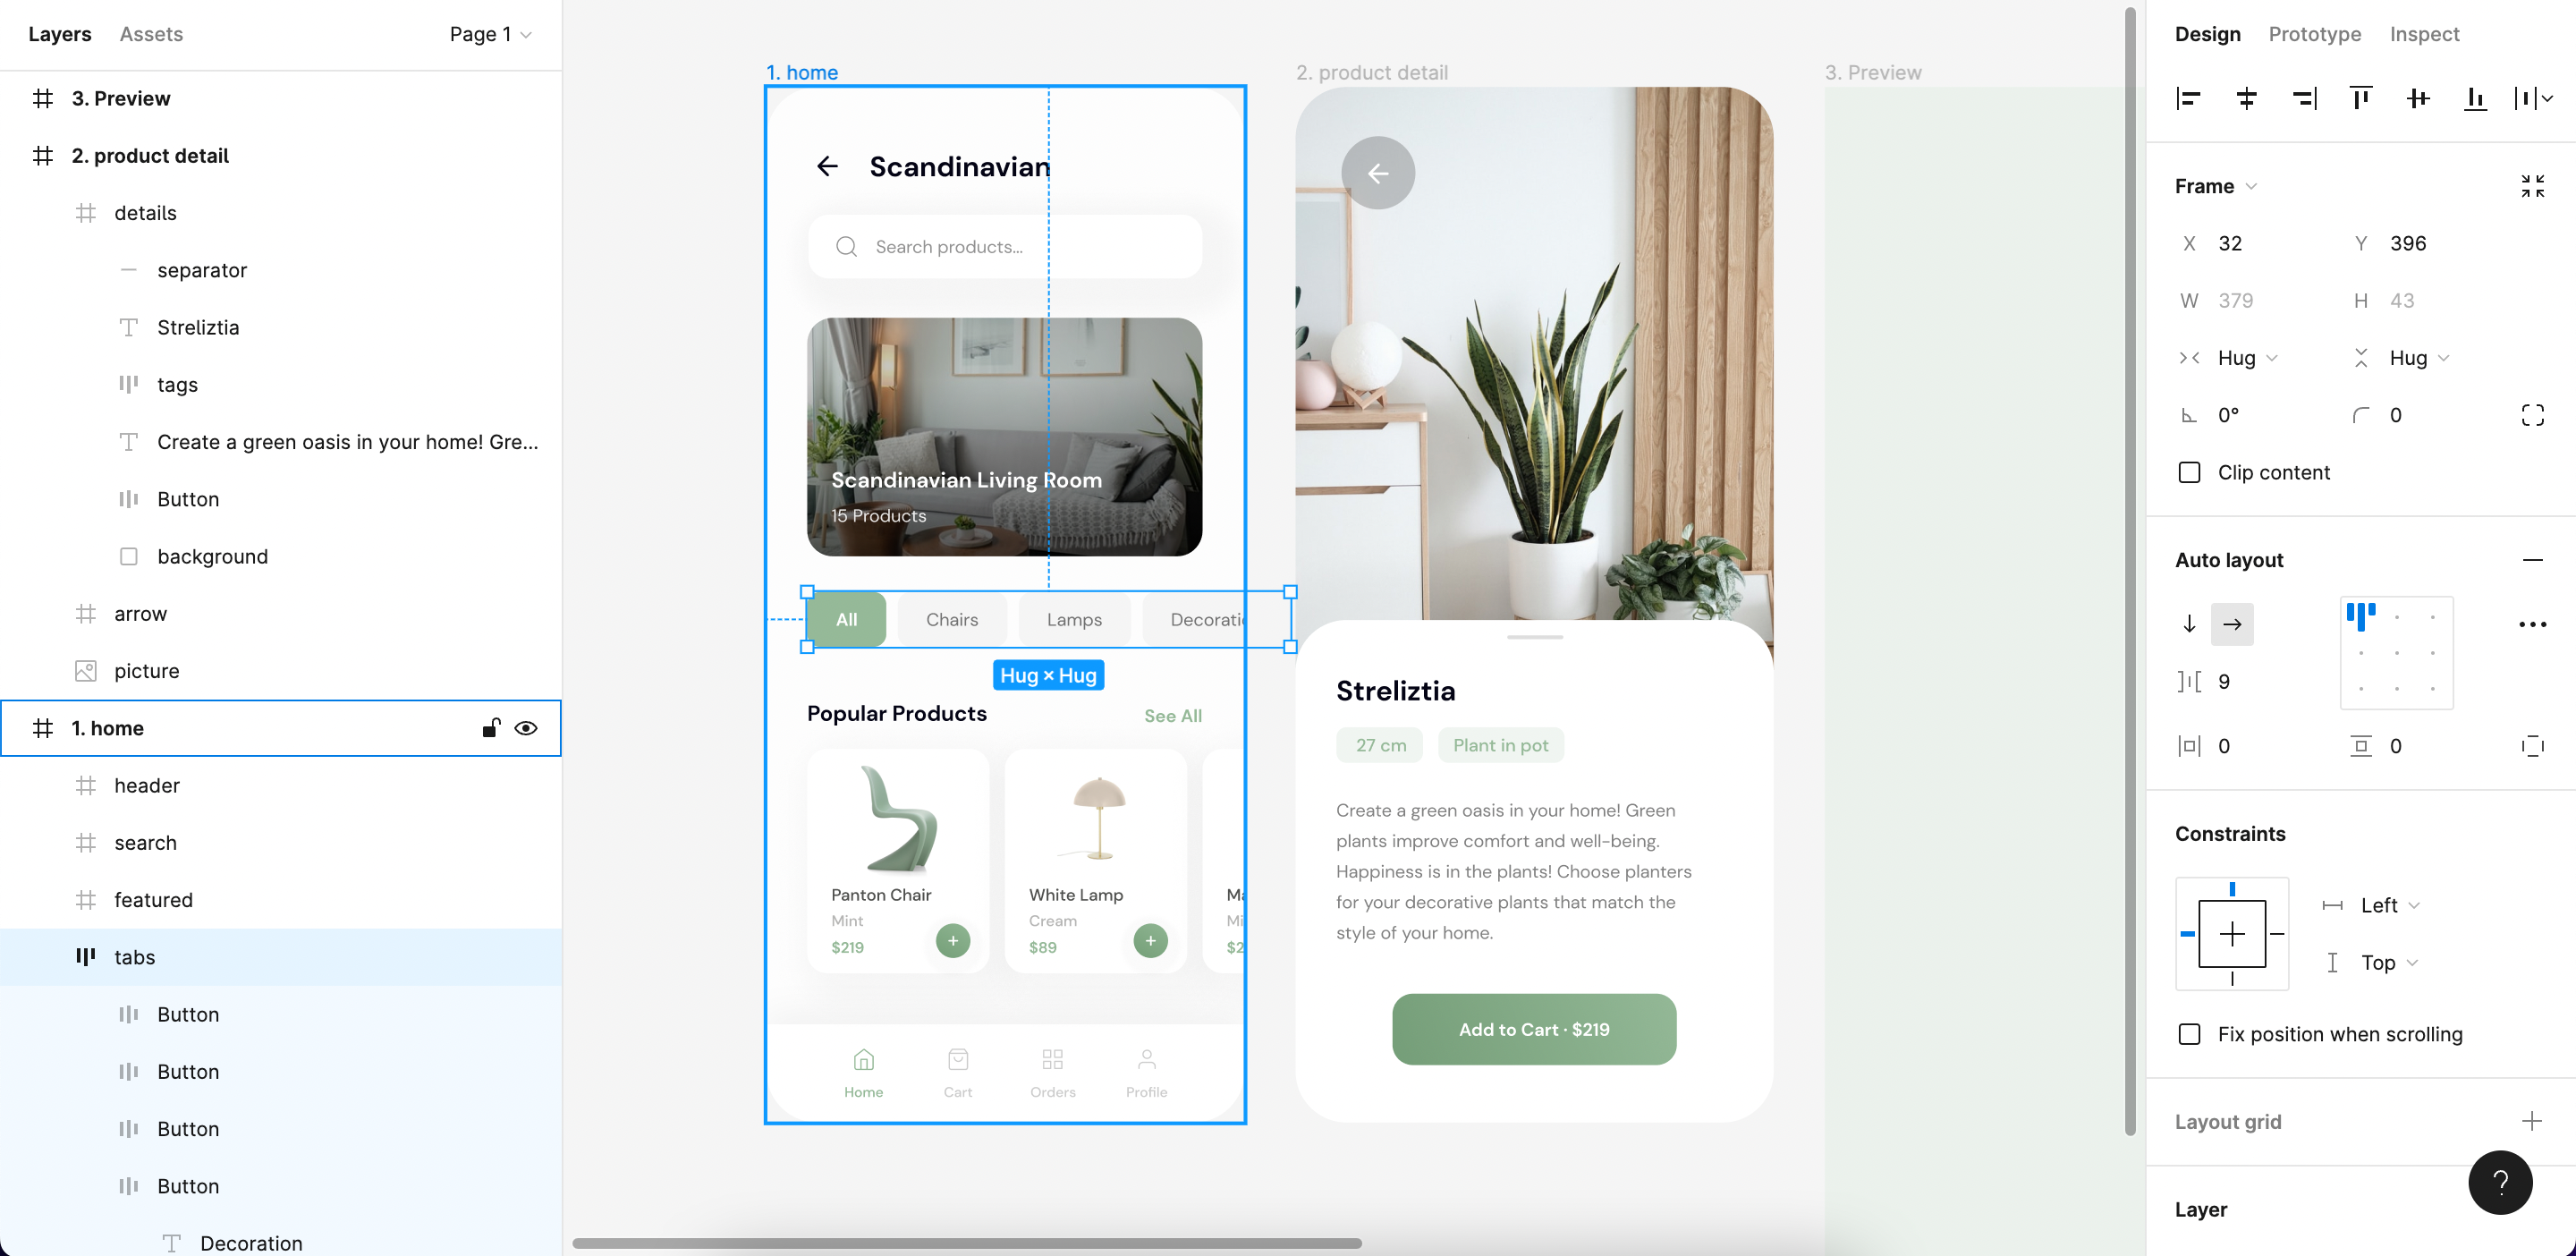 Layers
Assets
Page 1
3. Preview
2. product detail
details
separator
Streliztia
tags
Create a green oasis in your home! Gre...
Button
background
arrow
picture
1. home
header
search
featured
tabs
Button
Button
Button
Button
Decoration
1. home
Scandinavian
Search products...
Scandinavian Living Room
15 Products
All
Chairs
Lamps
Decoratic
Hug × Hug
Popular Products
See All
Panton Chair
Mint
$219
+
White Lamp
Cream
$89
+
Ma
Mi
$2
Home
Cart
Orders
Profile
2. product detail
Streliztia
27 cm
Plant in pot
Create a green oasis in your home! Green
plants improve comfort and well-being.
Happiness is in the plants! Choose planters
for your decorative plants that match the
style of your home.
Add to Cart · $219
3. Preview
Design
Prototype
Inspect
Frame
X 32
Y 396
W 379
H 43
Hug
Hug
0°
0
Clip content
Auto layout
9
0
0
Constraints
Left
Top
Fix position when scrolling
Layout grid
Layer
?